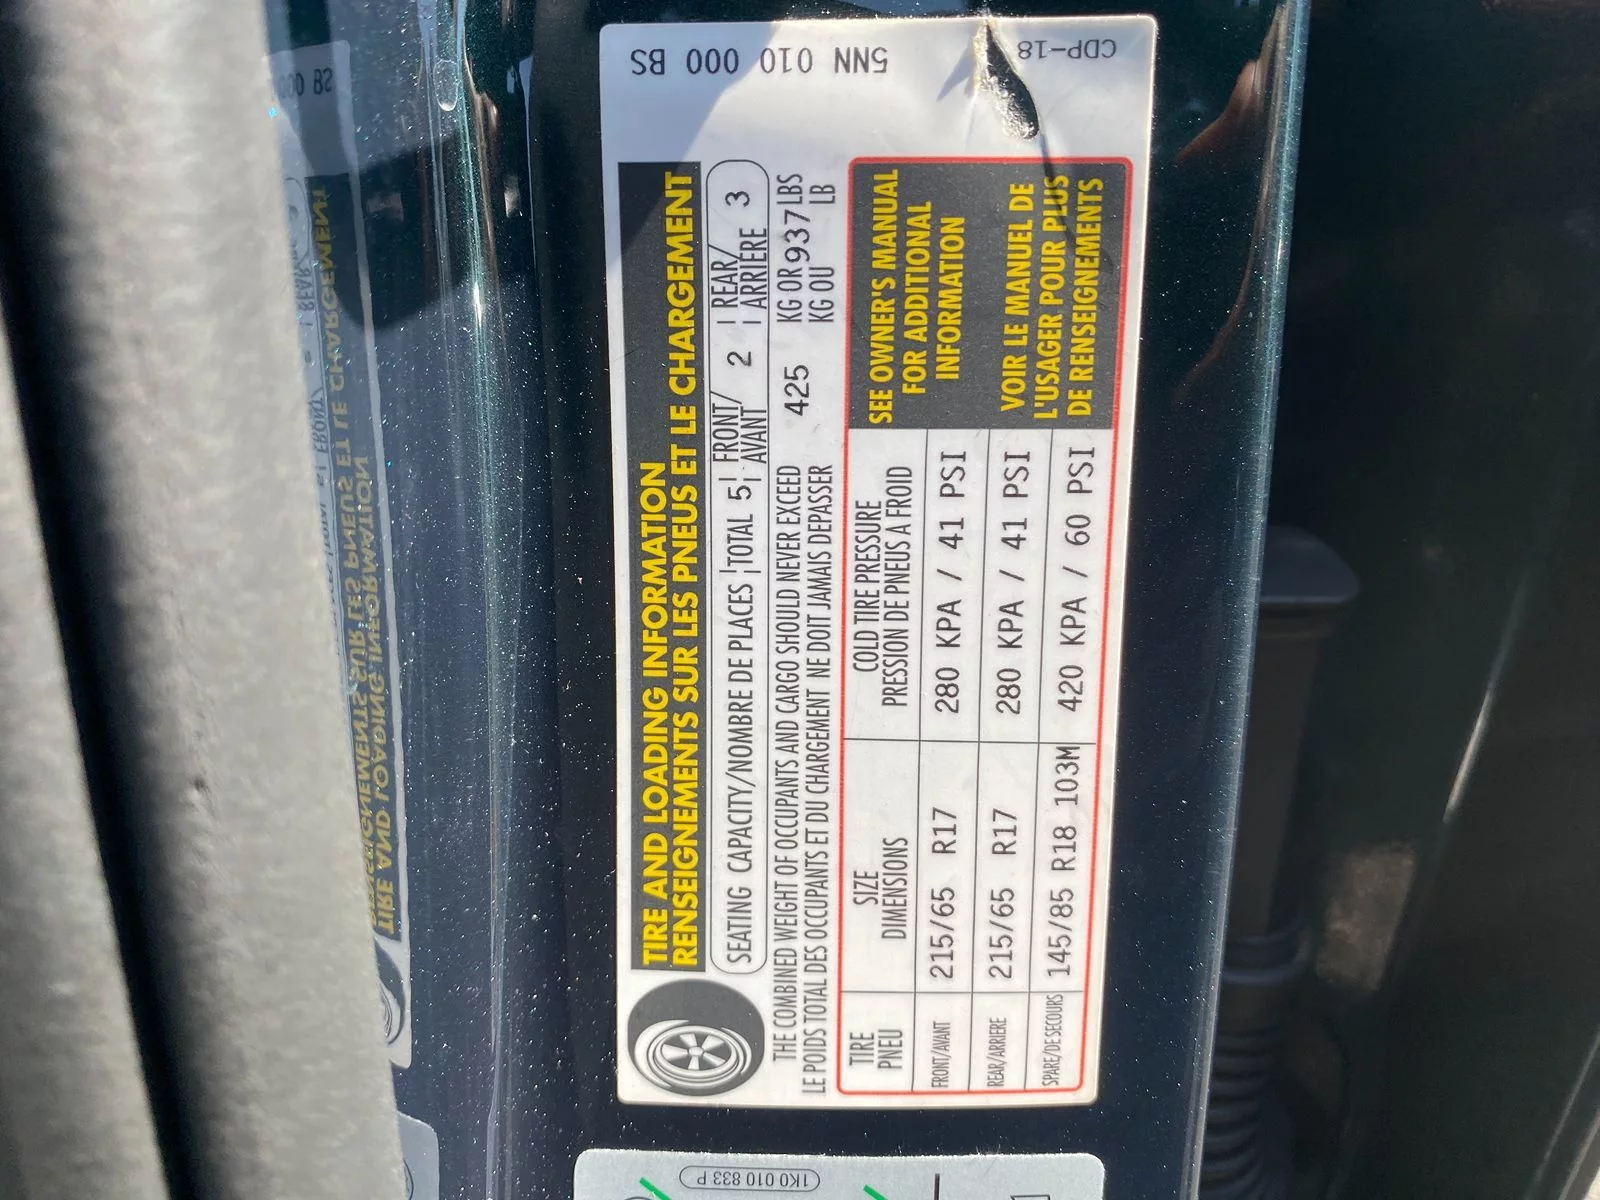 5NN 010 000 BS
CDP-18
TIRE AND LOADING INFORMATION
RENSEIGNEMENTS SUR LES PNEUS ET LE CHARGEMENT
SEATING CAPACITY/NOMBRE DE PLACES | TOTAL 5 | FRONT/AVANT 2 | REAR/ARRIÈRE 3
THE COMBINED WEIGHT OF OCCUPANTS AND CARGO SHOULD NEVER EXCEED 425 KG OR 937 LBS
LE POIDS TOTAL DES OCCUPANTS ET DU CHARGEMENT NE DOIT JAMAIS DEPASSER KG OU LB
TIRE SIZE COLD TIRE PRESSURE
PNEU DIMENSIONS PRESSION DE PNEUS A FROID
FRONT/AVANT 215/65 R17 280 KPA / 41 PSI
REAR/ARRIERE 215/65 R17 280 KPA / 41 PSI
SPARE/DE SECOURS 145/85 R18 103M 420 KPA / 60 PSI
SEE OWNER'S MANUAL
FOR ADDITIONAL
INFORMATION
VOIR LE MANUEL DE
L'USAGER POUR PLUS
DE RENSEIGNEMENTS
1K0 010 833 P